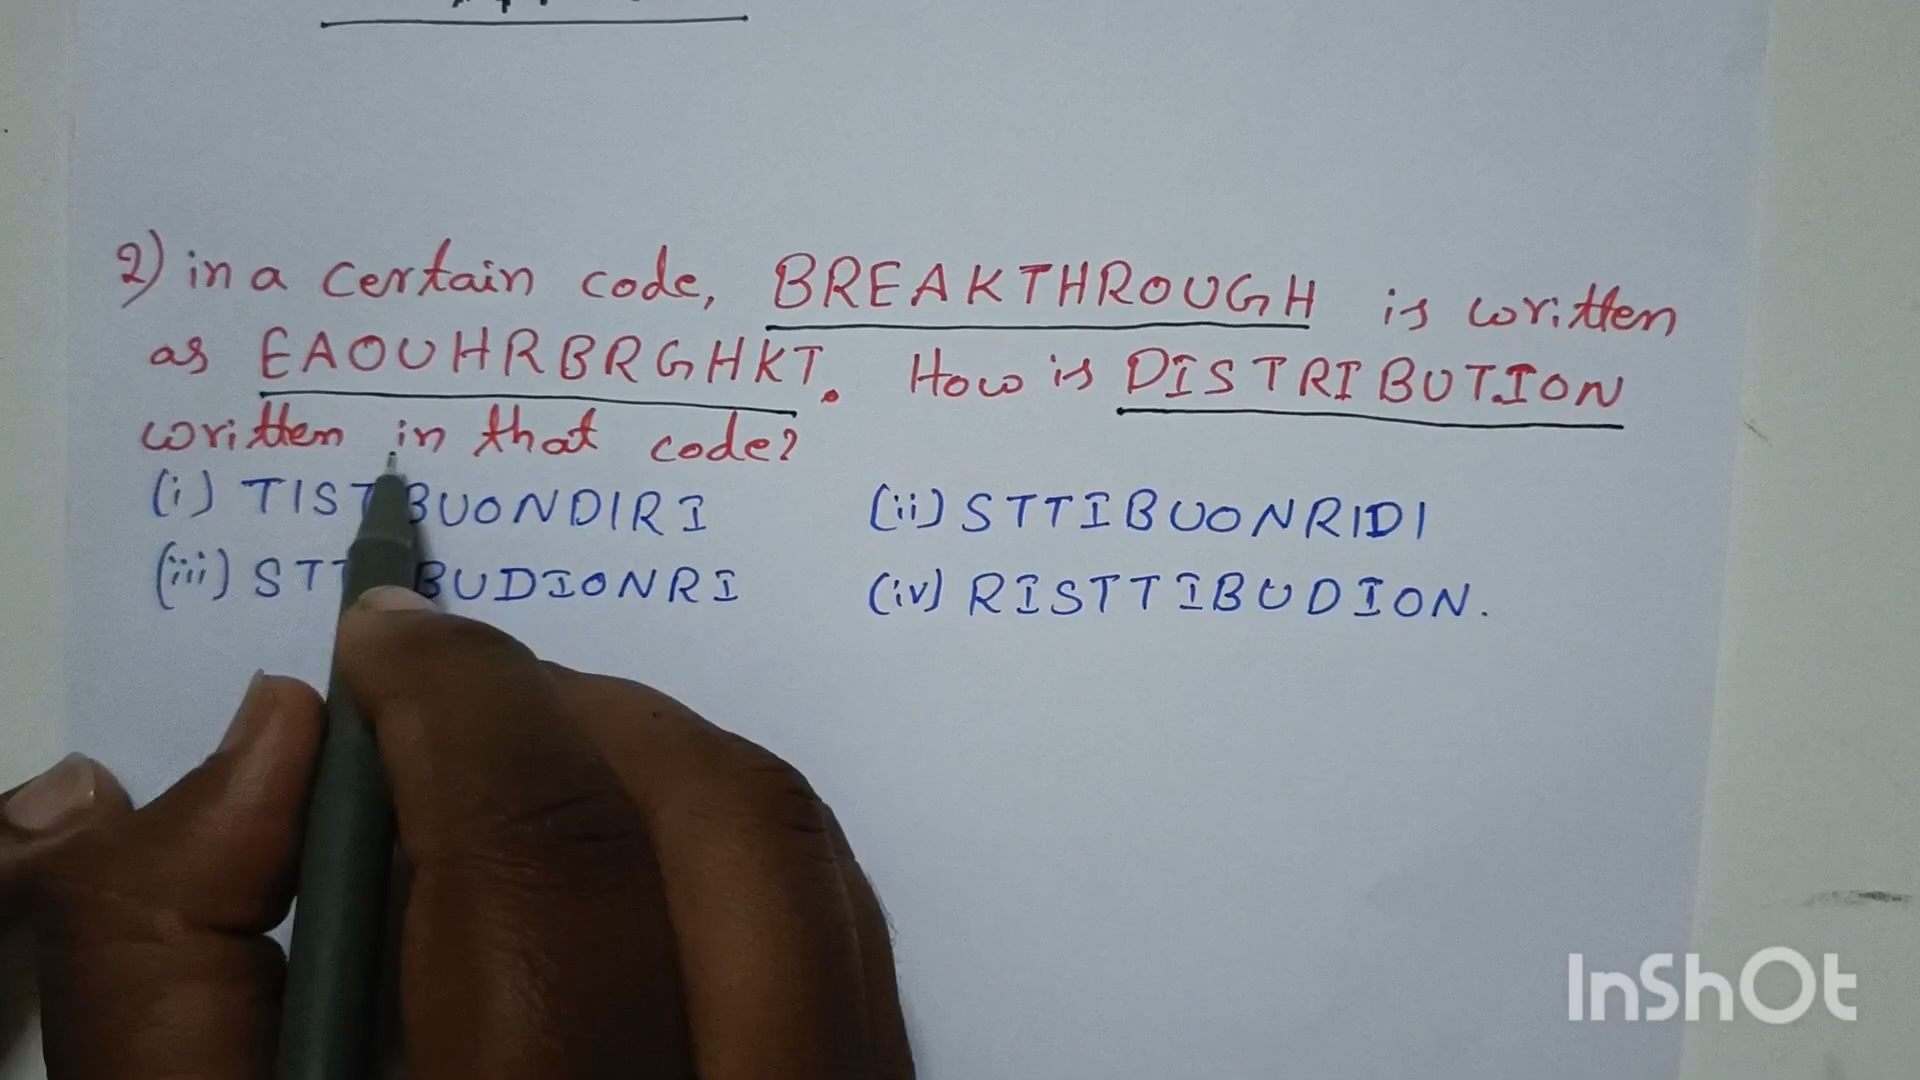 2) in a certain code, BREAKTHROUGH is written
as EAOUHRBRGHKT. How is DISTRIBUTION
written in that code?
(i) TIST BUONDIRI (ii) STTIBUONRIDI
(iii) STT BUDIONRI (iv) RISTTIBUDION.
InShOt